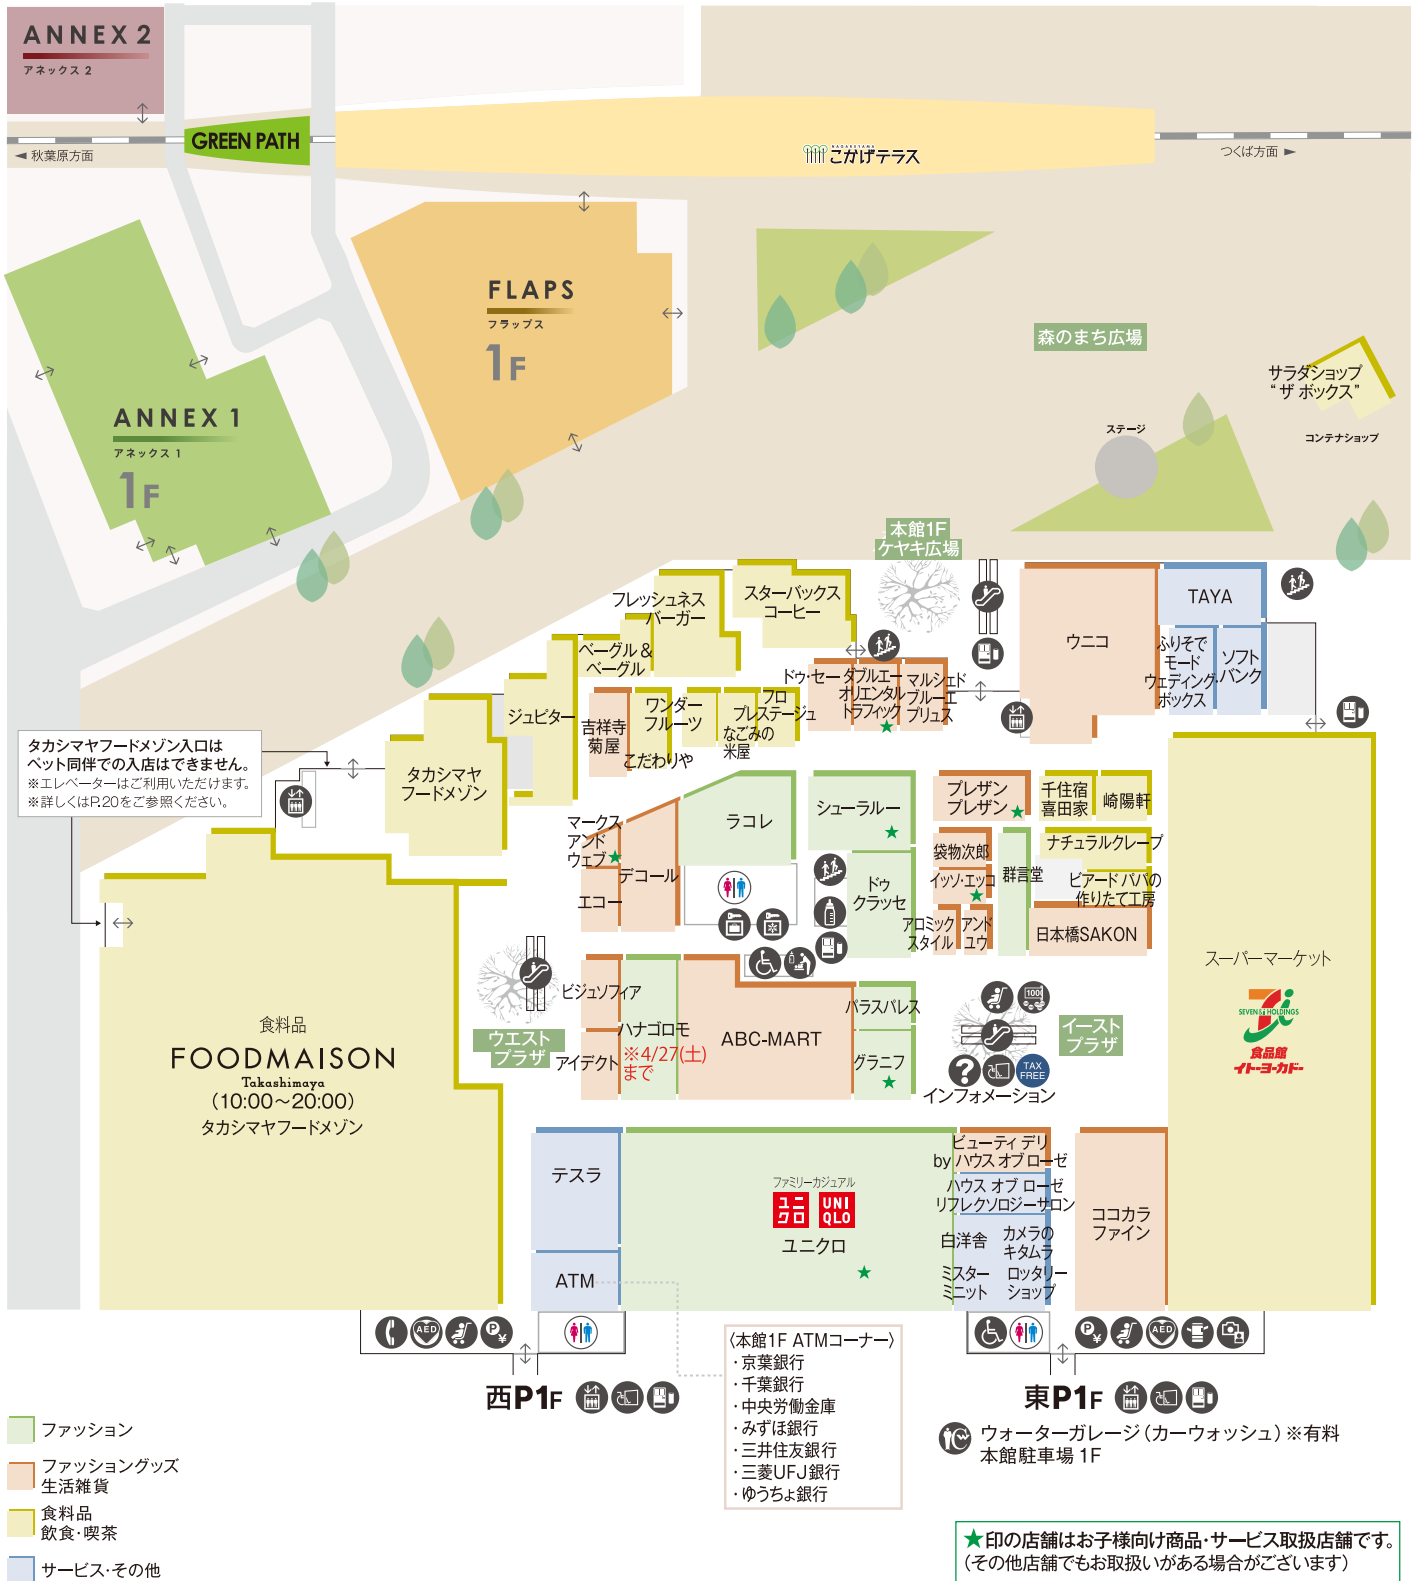 ANNEX 2
アネックス 2
GREEN PATH
◄ 秋葉原方面
NAGAREYAMA
こかげテラス
つくば方面 ►
FLAPS
フラップス
1F
森のまち広場
サラダショップ
“ザ ボックス”
コンテナショップ
ステージ
ANNEX 1
アネックス 1
1F
本館1F
ケヤキ広場
スターバックス
コーヒー
フレッシュネス
バーガー
ベーグル &
ベーグル
TAYA
ウニコ
ふりそで
モード
ウェディング
ボックス
ソフト
バンク
ドゥ・セー
ダブルエー
オリエンタル
トラフィック
マルシェド
ブルーエ
プリュス
ジュピター
吉祥寺
菊屋
ワンダー
フルーツ
こだわりや
フロ
プレステージュ
なごみの
米屋
タカシマヤフードメゾン入口は
ペット同伴での入店はできません。
※エレベーターはご利用いただけます。
※詳しくはP.20をご参照ください。
タカシマヤ
フードメゾン
マークス
アンド
ウェブ
デコール
エコー
ラコレ
シューラルー
ドゥ
クラッセ
プレザン
プレザン
千住宿
喜田家
崎陽軒
袋物次郎
イッソ・エッコ
群言堂
ナチュラルクレープ
ビアード パパの
作りたて工房
アロミック
スタイル
アンド
ユウ
日本橋SAKON
スーパーマーケット
SEVEN & i HOLDINGS
食品館
イトーヨーカドー
食料品
FOODMAISON
Takashimaya
(10:00〜20:00)
タカシマヤフードメゾン
ウエスト
プラザ
ビジュソフィア
アイデクト
ハナゴロモ
※4/27(土)
まで
ABC-MART
パラスパレス
グラニフ
1000
イースト
プラザ
?
TAX
FREE
インフォメーション
テスラ
ATM
ファミリーカジュアル
ユニ
クロ
UNI
QLO
ユニクロ
ビューティ デリ
by ハウス オブ ローゼ
ハウス オブ ローゼ
リフレクソロジーサロン
白洋舎
カメラの
キタムラ
ミスター
ミニット
ロッタリー
ショップ
ココカラ
ファイン
AED
P
¥
P
¥
AED
西P1F
東P1F
〈本館1F ATMコーナー〉
・京葉銀行
・千葉銀行
・中央労働金庫
・みずほ銀行
・三井住友銀行
・三菱UFJ銀行
・ゆうちょ銀行
ウォーターガレージ(カーウォッシュ)※有料
本館駐車場 1F
ファッション
ファッショングッズ
生活雑貨
食料品
飲食・喫茶
サービス・その他
★印の店舗はお子様向け商品・サービス取扱店舗です。
(その他店舗でもお取扱いがある場合がございます)